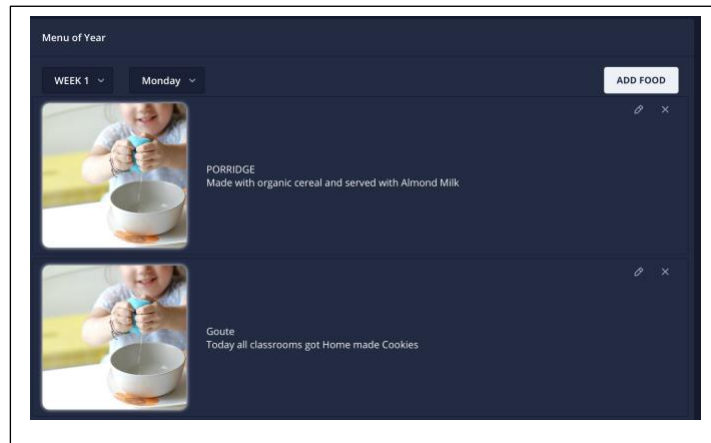 Menu of Year
WEEK 1
Monday
ADD FOOD
PORRIDGE
Made with organic cereal and served with Almond Milk
Goute
Today all classrooms got Home made Cookies